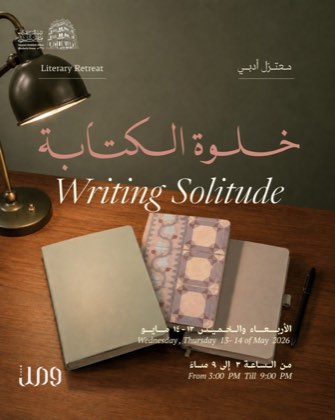 Literary Retreat
معتزل أدبي
خلوة الكتابة
Writing Solitude
الأربعاء والخميس ١٣-١٤ مايو
Wednesday, Thursday 13- 14 of May 2026
من الساعة ٣ إلى ٩ مساءً
From 3:00 PM Till 9:00 PM